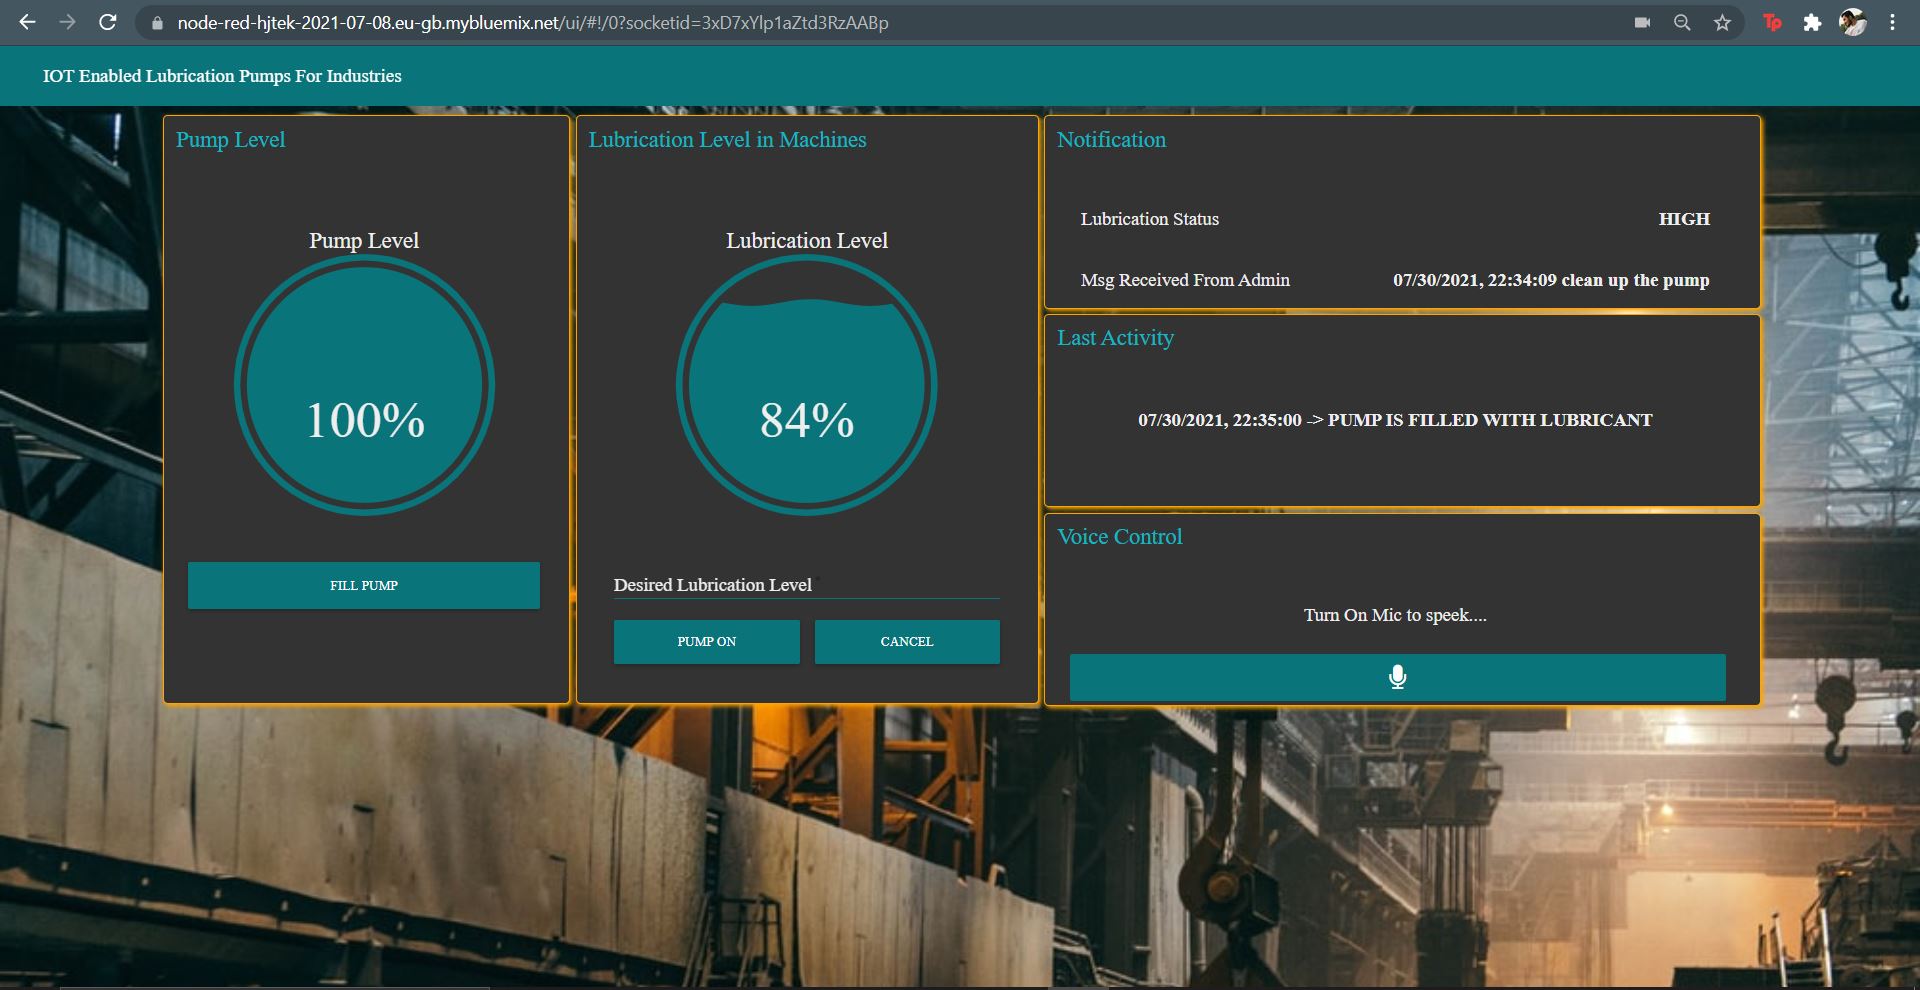 node-red-hjtek-2021-07-08.eu-gb.mybluemix.net/ui/#!/0?socketid=3xD7xYlp1aZtd3RzAABp
Tp
IOT Enabled Lubrication Pumps For Industries
Pump Level
Pump Level
100%
FILL PUMP
Lubrication Level in Machines
Lubrication Level
84%
Desired Lubrication Level *
PUMP ON CANCEL
Notification
Lubrication Status HIGH
Msg Received From Admin 07/30/2021, 22:34:09 clean up the pump
Last Activity
07/30/2021, 22:35:00 -> PUMP IS FILLED WITH LUBRICANT
Voice Control
Turn On Mic to speek....